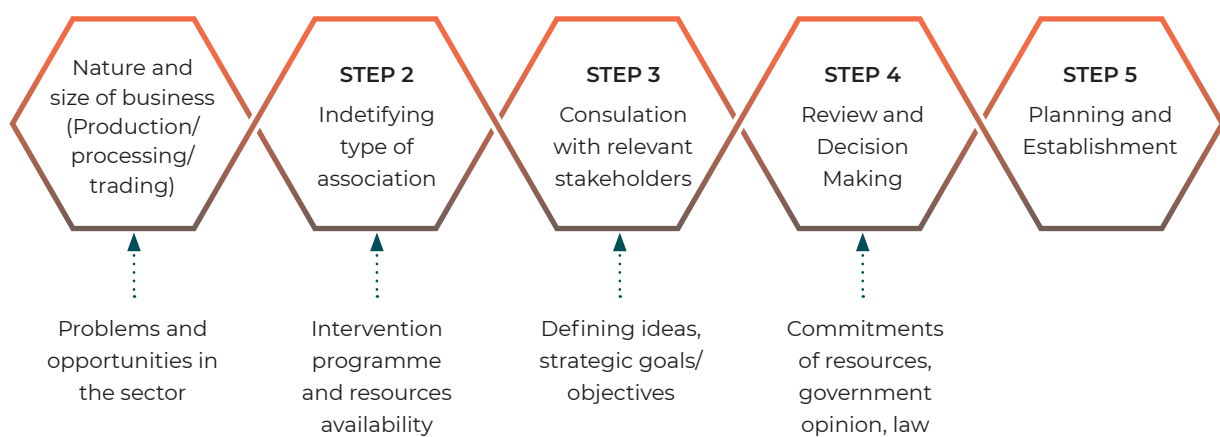 Nature and
size of business
(Production/
processing/
trading)
STEP 2
Indetifying
type of
association
STEP 3
Consulation
with relevant
stakeholders
STEP 4
Review and
Decision
Making
STEP 5
Planning and
Establishment
Problems and
opportunities in
the sector
Intervention
programme
and resources
availability
Defining ideas,
strategic goals/
objectives
Commitments
of resources,
government
opinion, law